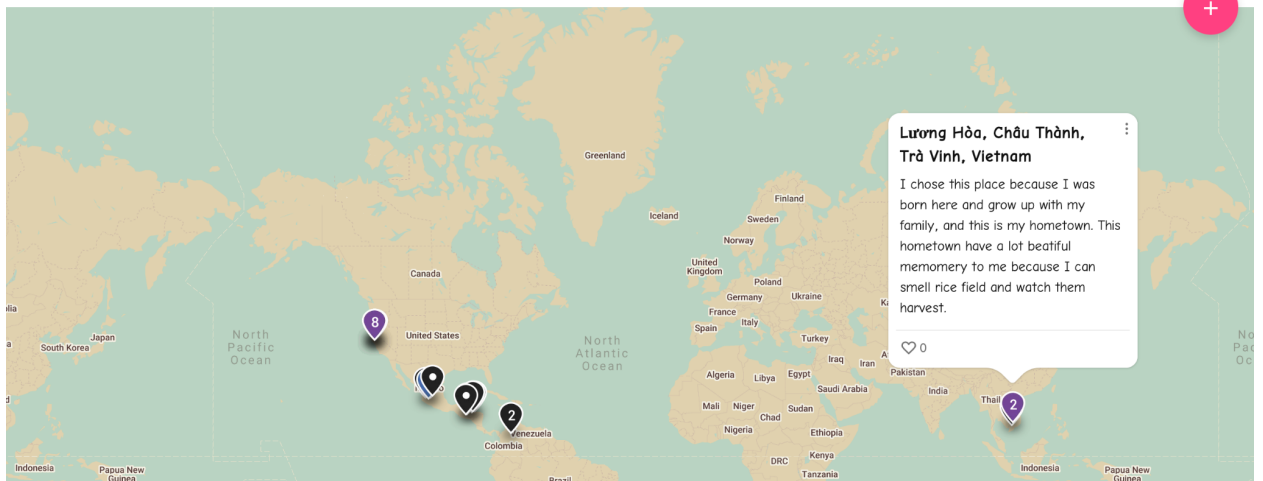 +
Lương Hòa, Châu Thành,
Trà Vinh, Vietnam
I chose this place because I was
born here and grow up with my
family, and this is my hometown. This
hometown have a lot beatiful
memomery to me because I can
smell rice field and watch them
harvest.
0
Greenland
Iceland
Finland
Sweden
Norway
United
Kingdom
Poland
Germany
Ukraine
France
Italy
Spain
Turkey
Iraq
Iran
Pakistan
Algeria
Libya
Egypt
Saudi Arabia
India
Mali
Niger
Chad
Sudan
Nigeria
Ethiopia
DRC
Kenya
Tanzania
Canada
United States
8
2
Venezuela
Colombia
Brazil
North
Pacific
Ocean
North
Atlantic
Ocean
Japan
South Korea
Indonesia
Papua New
Guinea
2
Indonesia
Papua New
Guinea